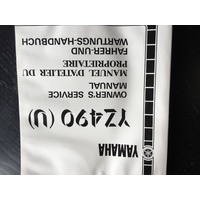 YAMAHA
YZ490 (U)
OWNER'S SERVICE
MANUAL
MANUEL D'ATELIER DU
PROPRIETAIRE
FAHRER-UND
WARTUNGS-HANDBUCH